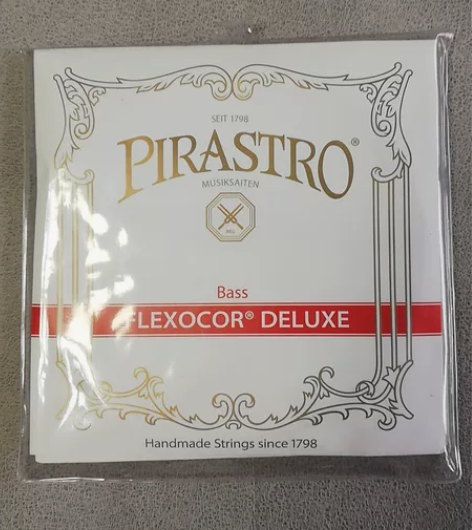 SEIT 1798
PIRASTRO®
MUSIKSAITEN
Bass
FLEXOCOR® DELUXE
Handmade Strings since 1798